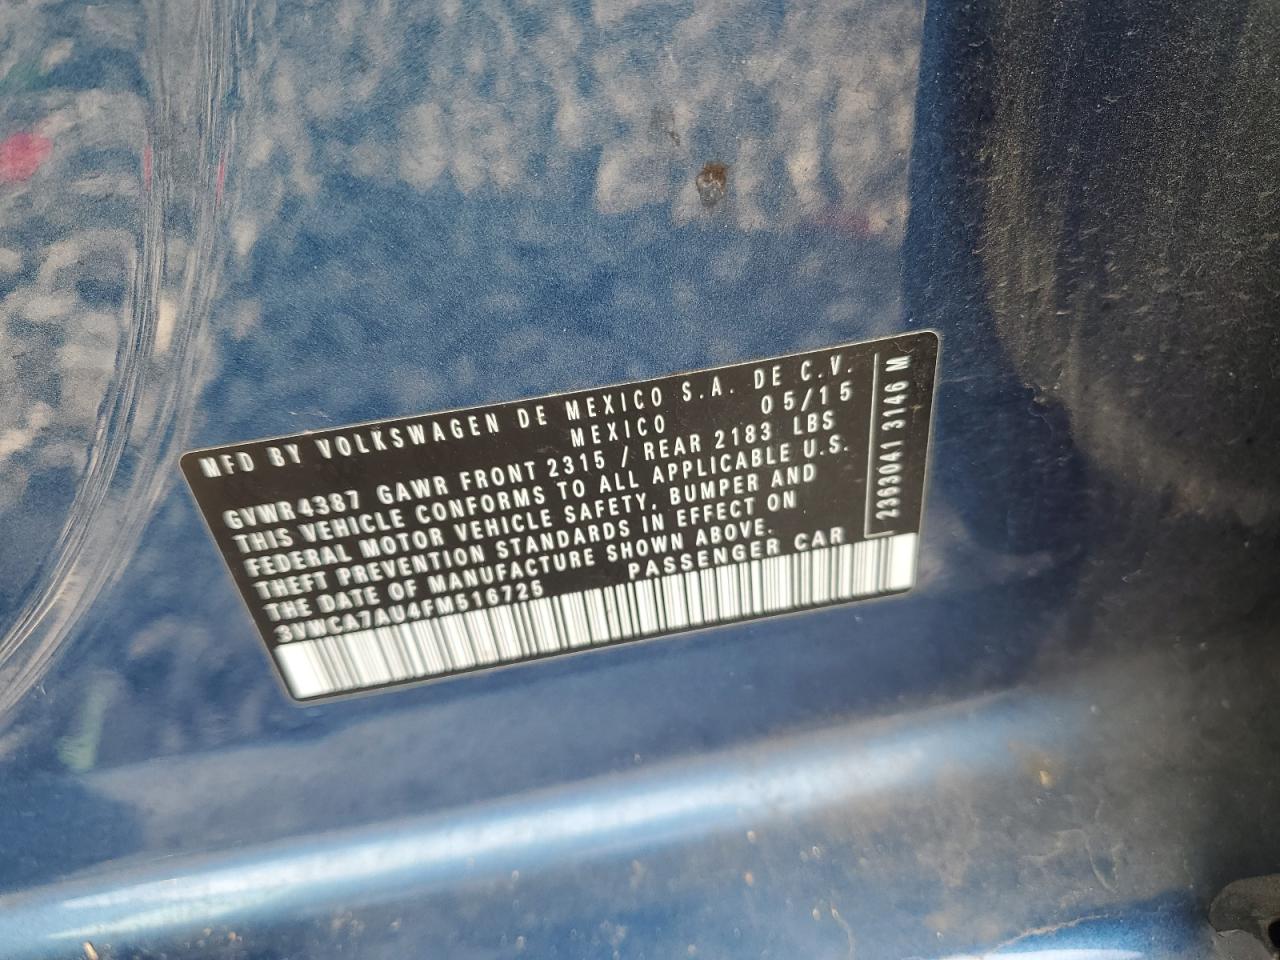 MFD BY VOLKSWAGEN DE MEXICO S.A. DE C.V.
MEXICO 05/15
GVWR4387 GAWR FRONT 2315 / REAR 2183 LBS
THIS VEHICLE CONFORMS TO ALL APPLICABLE U.S.
FEDERAL MOTOR VEHICLE SAFETY, BUMPER AND
THEFT PREVENTION STANDARDS IN EFFECT ON
THE DATE OF MANUFACTURE SHOWN ABOVE.
3VWCA7AU4FM516725 PASSENGER CAR
2363041 3146 M